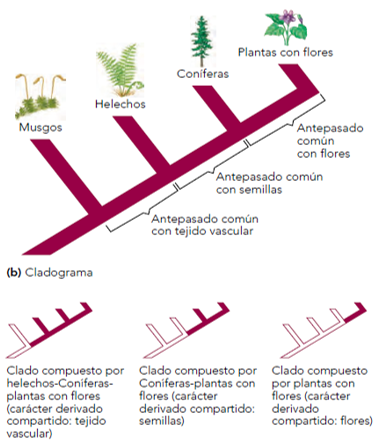 Plantas con flores
Coníferas
Helechos
Musgos
Antepasado
común
con flores
Antepasado común
con semillas
Antepasado común
con tejido vascular
(b) Cladograma
Clado compuesto por
helechos-Coníferas-
plantas con flores
(carácter derivado
compartido: tejido
vascular)
Clado compuesto por
Coníferas-plantas con
flores (carácter
derivado compartido:
semillas)
Clado compuesto
por plantas con
flores (carácter
derivado
compartido: flores)